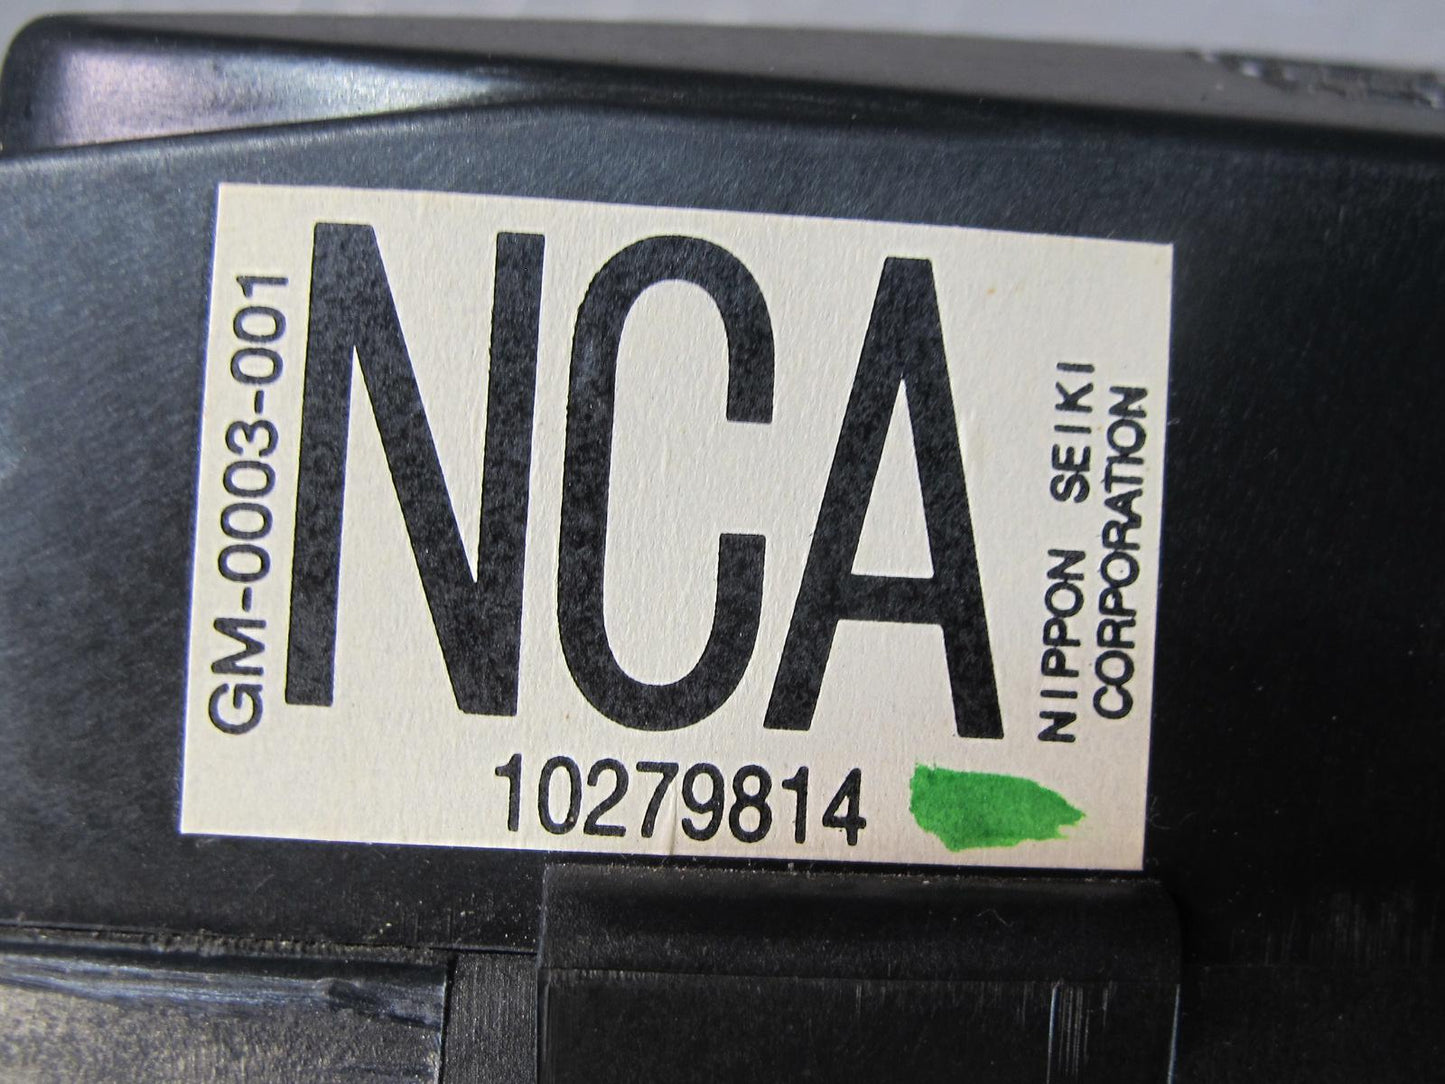 GM-0003-001
NCA
10279814
NIPPON SEIKI
CORPORATION